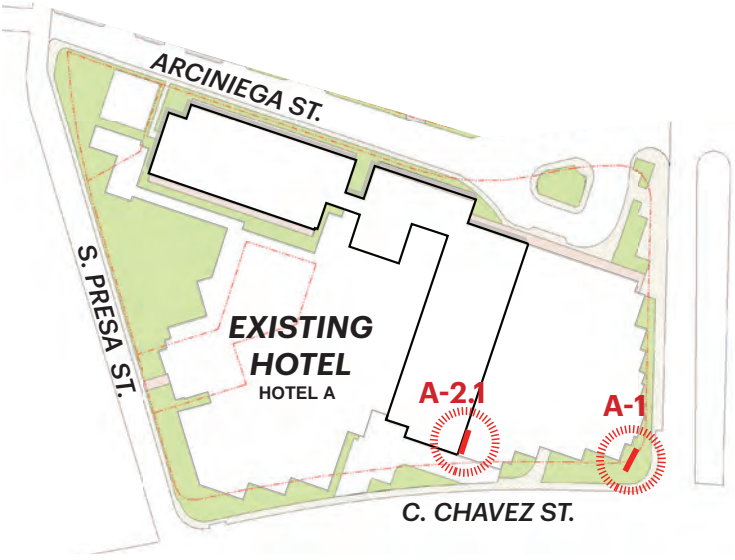 ARCINIEGA ST.
S. PRESA ST.
EXISTING
HOTEL
HOTEL A
A-2.1
A-1
C. CHAVEZ ST.